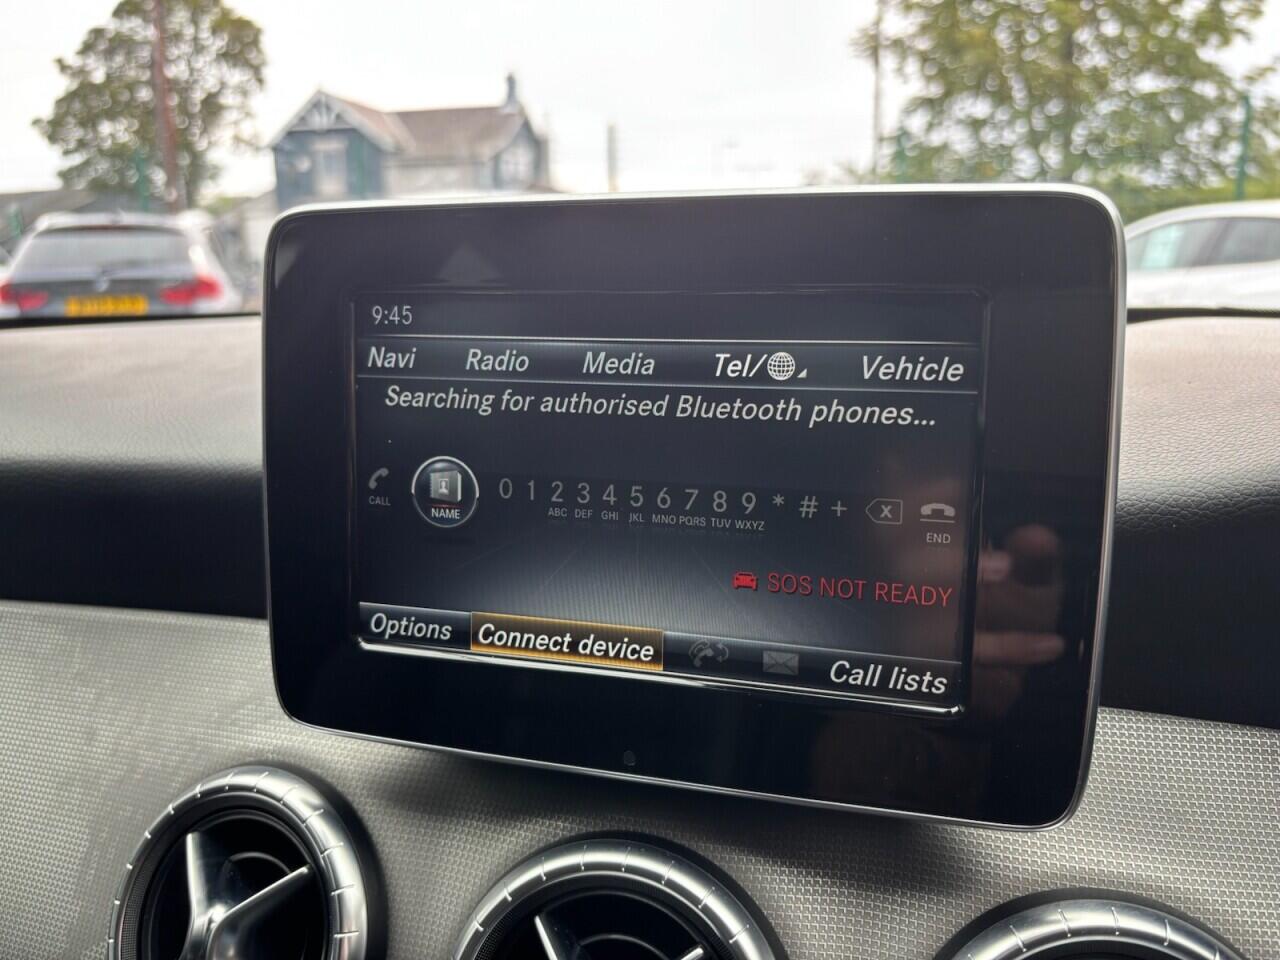 9:45
Navi Radio Media Tel/ Vehicle
Searching for authorised Bluetooth phones...
0 1 2 3 4 5 6 7 8 9 * # + X
ABC DEF GHI JKL MNO PQRS TUV WXYZ
CALL NAME END
SOS NOT READY
Options Connect device Call lists